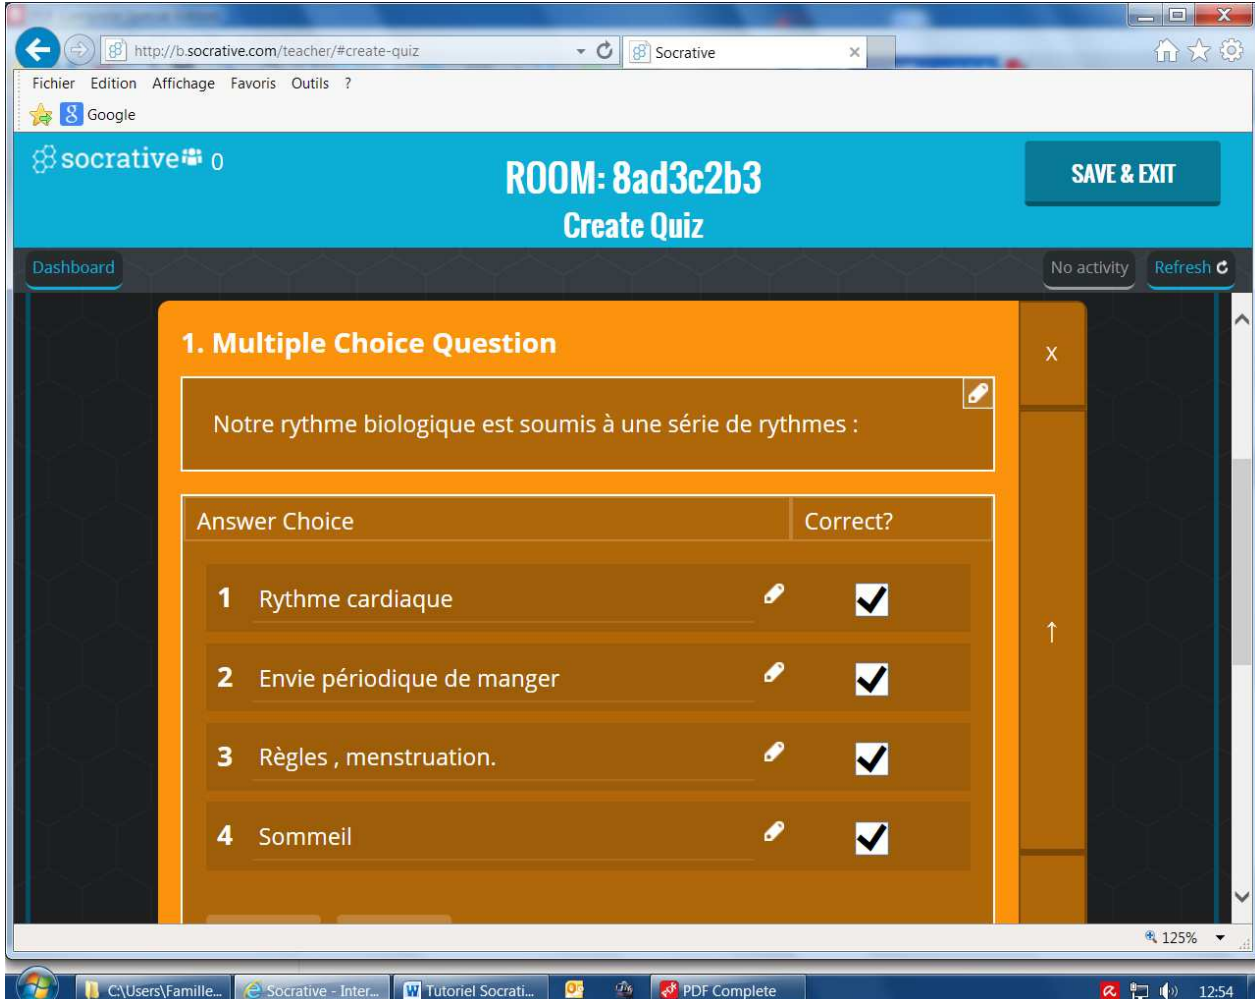 http://b.socrative.com/teacher/#create-quiz
Socrative
Fichier Edition Affichage Favoris Outils ?
Google
socrative 0
ROOM: 8ad3c2b3
SAVE & EXIT
Create Quiz
Dashboard
No activity
Refresh
1. Multiple Choice Question
X
Notre rythme biologique est soumis à une série de rythmes :
Answer Choice
Correct?
1 Rythme cardiaque
2 Envie périodique de manger
3 Règles , menstruation.
4 Sommeil
125%
C:\Users\Famille...
Socrative - Inter...
Tutoriel Socrati...
PDF Complete
12:54